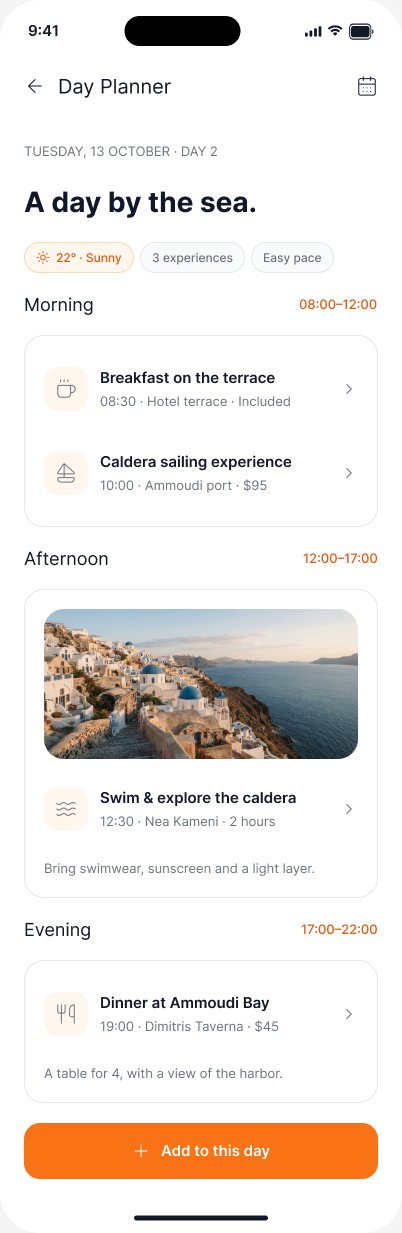 9:41
Day Planner
TUESDAY, 13 OCTOBER · DAY 2
A day by the sea.
22° · Sunny
3 experiences
Easy pace
Morning
08:00–12:00
Breakfast on the terrace
08:30 · Hotel terrace · Included
Caldera sailing experience
10:00 · Ammoudi port · $95
Afternoon
12:00–17:00
Swim & explore the caldera
12:30 · Nea Kameni · 2 hours
Bring swimwear, sunscreen and a light layer.
Evening
17:00–22:00
Dinner at Ammoudi Bay
19:00 · Dimitris Taverna · $45
A table for 4, with a view of the harbor.
Add to this day